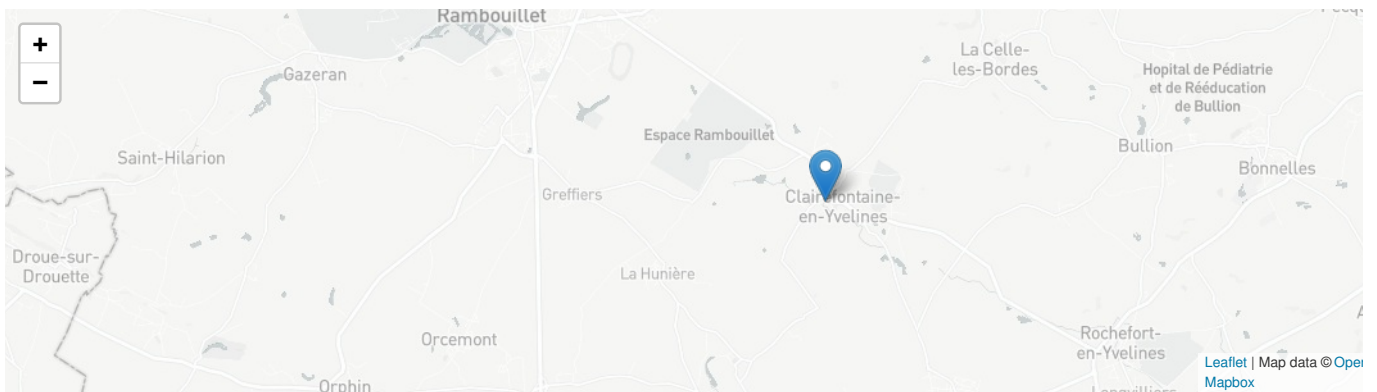 Rambouillet
+
−
Gazeran
La Celle-
les-Bordes
Hopital de Pédiatrie
et de Rééducation
de Bullion
Espace Rambouillet
Saint-Hilarion
Bullion
Bonnelles
Greffiers
Clairefontaine-
en-Yvelines
Droue-sur-
Drouette
La Hunière
Orcemont
Rochefort-
en-Yvelines
Orphin
Leaflet | Map data © Open
Mapbox